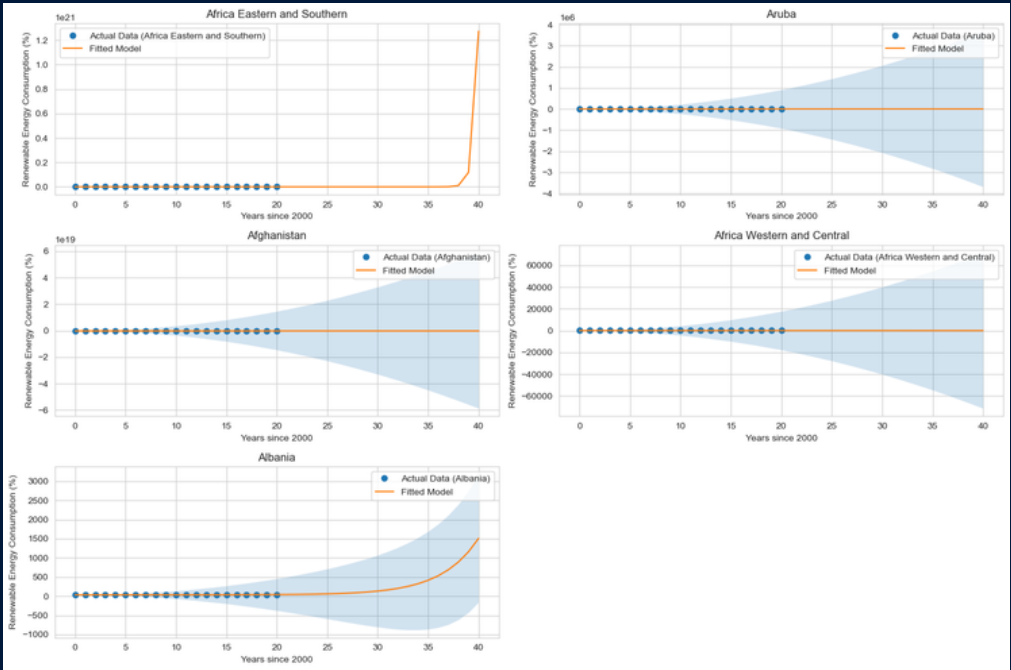 Africa Eastern and Southern
1e21
Renewable Energy Consumption (%)
1.2
1.0
0.8
0.6
0.4
0.2
0.0
Actual Data (Africa Eastern and Southern)
Fitted Model
0 5 10 15 20 25 30 35 40
Years since 2000
Aruba
1e6
Renewable Energy Consumption (%)
4
3
2
1
0
−1
−2
−3
−4
Actual Data (Aruba)
Fitted Model
0 5 10 15 20 25 30 35 40
Years since 2000
Afghanistan
1e19
Renewable Energy Consumption (%)
6
4
2
0
−2
−4
−6
Actual Data (Afghanistan)
Fitted Model
0 5 10 15 20 25 30 35 40
Years since 2000
Africa Western and Central
Renewable Energy Consumption (%)
60000
40000
20000
0
−20000
−40000
−60000
Actual Data (Africa Western and Central)
Fitted Model
0 5 10 15 20 25 30 35 40
Years since 2000
Albania
Renewable Energy Consumption (%)
3000
2500
2000
1500
1000
500
0
−500
−1000
Actual Data (Albania)
Fitted Model
0 5 10 15 20 25 30 35 40
Years since 2000